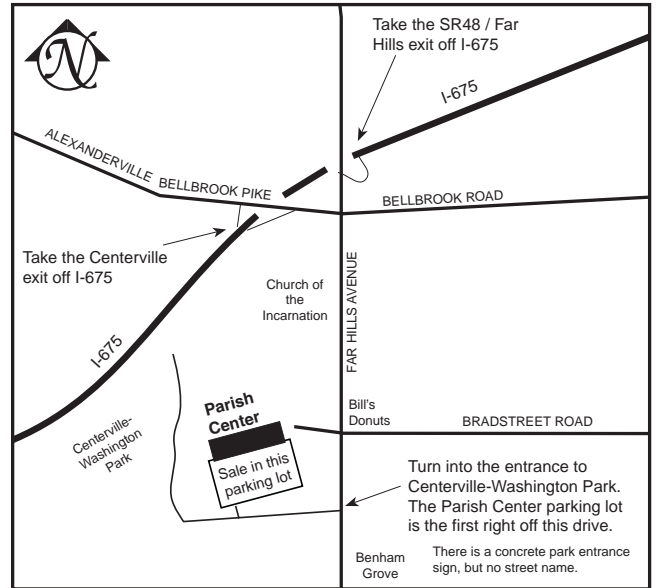 N
Take the SR48 / Far
Hills exit off I-675
I-675
ALEXANDERVILLE
BELLBROOK PIKE
BELLBROOK ROAD
Take the Centerville
exit off I-675
Church of
the
Incarnation
FAR HILLS AVENUE
I-675
Centerville-
Washington
Park
Parish
Center
Sale in this
parking lot
Bill's
Donuts
BRADSTREET ROAD
Turn into the entrance to
Centerville-Washington Park.
The Parish Center parking lot
is the first right off this drive.
There is a concrete park entrance
sign, but no street name.
Benham
Grove